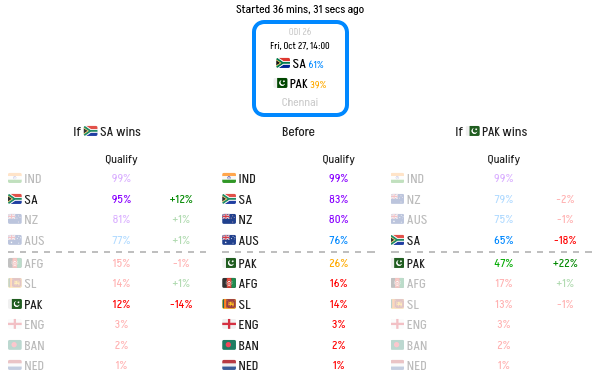 Started 36 mins, 31 secs ago
ODI 26
Fri, Oct 27, 14:00
SA 61%
PAK 39%
Chennai
If SA wins Before If PAK wins
Qualify Qualify Qualify
IND 99% IND 99% IND 99%
SA 95% +12% SA 83% NZ 79% -2%
NZ 81% +1% NZ 80% AUS 75% -1%
AUS 77% +1% AUS 76% SA 65% -18%
AFG 15% -1% PAK 26% PAK 47% +22%
SL 14% +1% AFG 16% AFG 17% +1%
PAK 12% -14% SL 14% SL 13% -1%
ENG 3% ENG 3% ENG 3%
BAN 2% BAN 2% BAN 2%
NED 1% NED 1% NED 1%